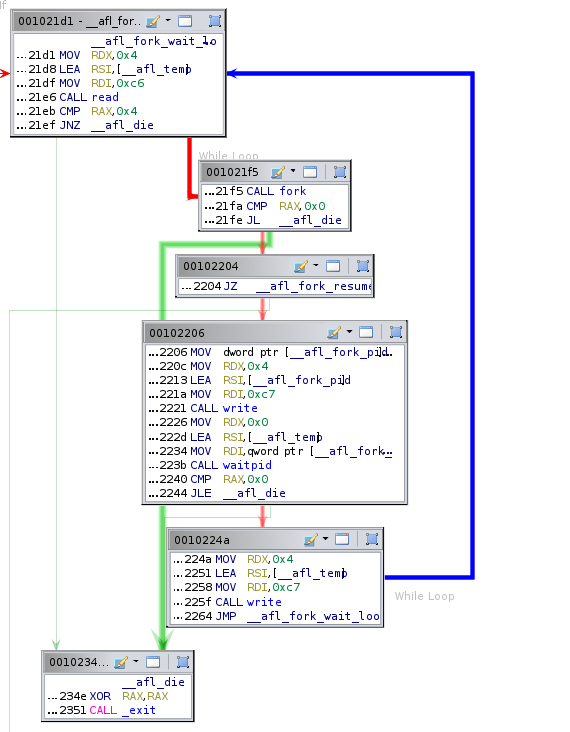 001021d1 - __afl_for...
__afl_fork_wait_lo
...21d1 MOV RDX,0x4
...21d8 LEA RSI,[__afl_temp]
...21df MOV RDI,0xc6
...21e6 CALL read
...21eb CMP RAX,0x4
...21ef JNZ __afl_die
While Loop
001021f5
...21f5 CALL fork
...21fa CMP RAX,0x0
...21fe JL __afl_die
00102204
...2204 JZ __afl_fork_resume
00102206
...2206 MOV dword ptr [__afl_fork_pid]...
...220c MOV RDX,0x4
...2213 LEA RSI,[__afl_fork_pid]
...221a MOV RDI,0xc7
...2221 CALL write
...2226 MOV RDX,0x0
...222d LEA RSI,[__afl_temp]
...2234 MOV RDI,qword ptr [__afl_fork_...
...223b CALL waitpid
...2240 CMP RAX,0x0
...2244 JLE __afl_die
0010224a
...224a MOV RDX,0x4
...2251 LEA RSI,[__afl_temp]
...2258 MOV RDI,0xc7
...225f CALL write
...2264 JMP __afl_fork_wait_loo
While Loop
0010234...
__afl_die
...234e XOR RAX,RAX
...2351 CALL _exit